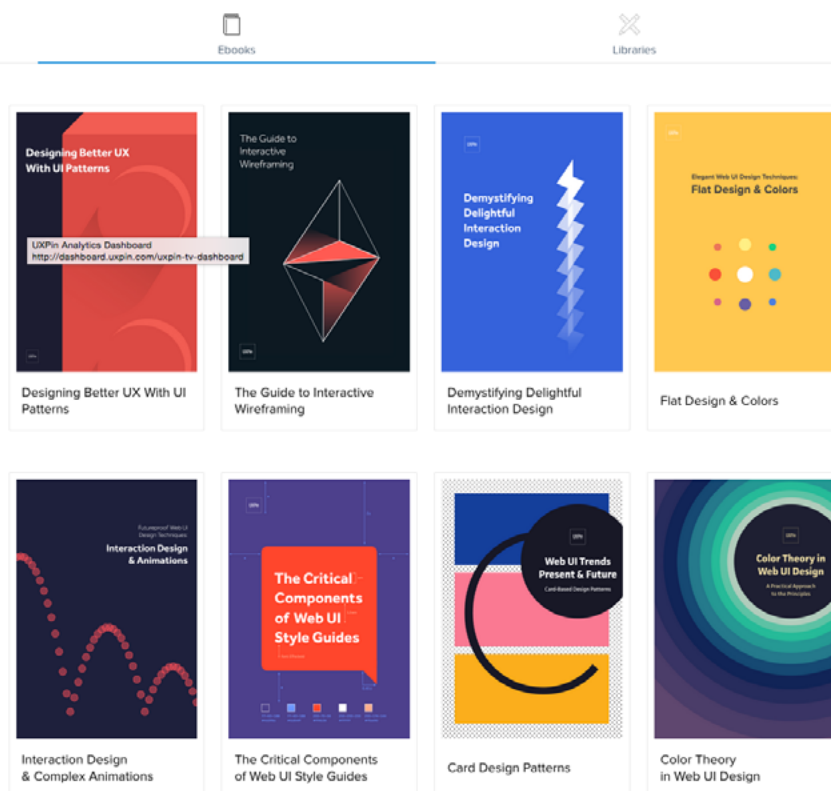 Ebooks
Libraries
Designing Better UX
With UI Patterns
UXPin Analytics Dashboard
http://dashboard.uxpin.com/uxpin-tv-dashboard
The Guide to
Interactive
Wireframing
Demystifying
Delightful
Interaction
Design
Elegant Web UI Design Techniques:
Flat Design & Colors
Designing Better UX With UI
Patterns
The Guide to Interactive
Wireframing
Demystifying Delightful
Interaction Design
Flat Design & Colors
Futureproof Web UI
Design Techniques:
Interaction Design
& Animations
The Critical
Components
of Web UI
Style Guides
Web UI Trends
Present & Future
Card-Based Design Patterns
Color Theory in
Web UI Design
A Practical Approach
to the Principles
Interaction Design
& Complex Animations
The Critical Components
of Web UI Style Guides
Card Design Patterns
Color Theory
in Web UI Design